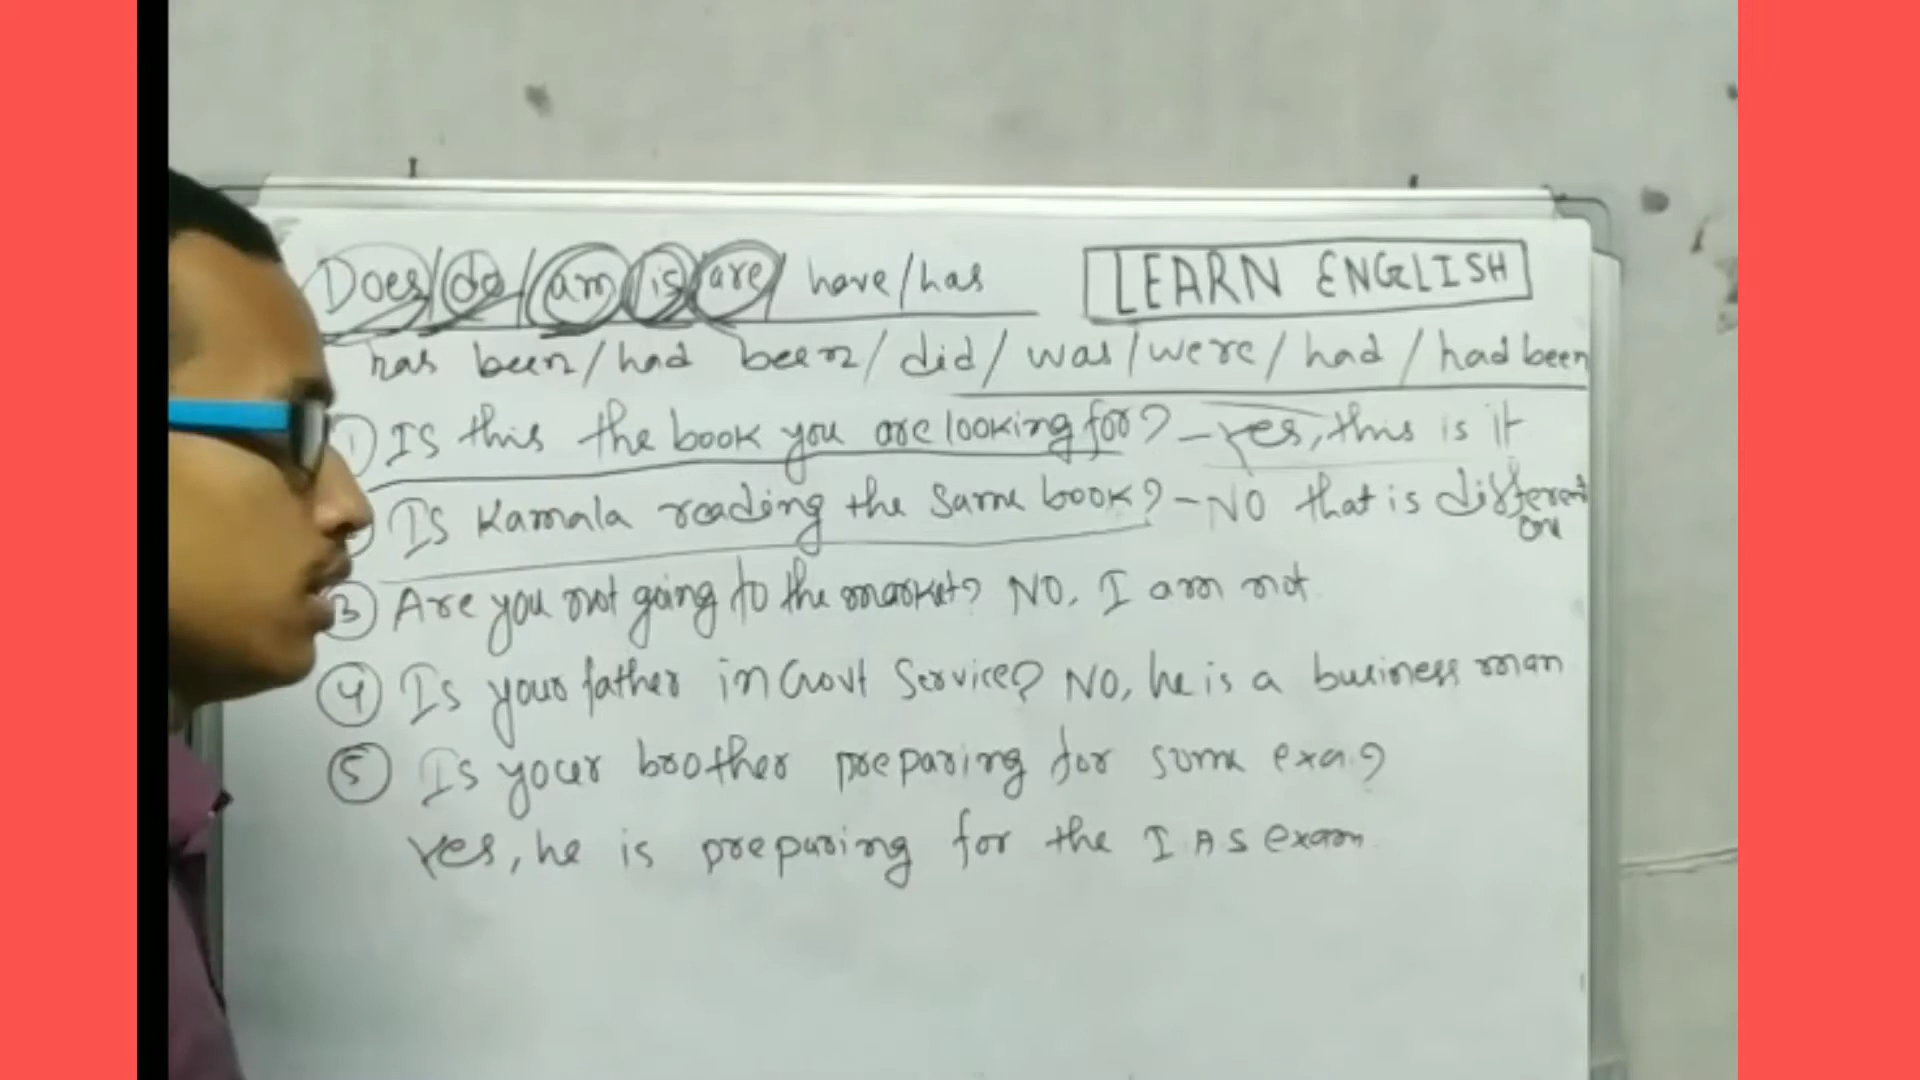 Does/do/am/is/are/have/has
LEARN ENGLISH
has been/had been/did/was/were/had/had been
1) Is this the book you are looking for? - Yes, this is it
Is Kamala reading the same book? - No that is different
on
3 Are you not going to the market? No, I am not
4 Is your father in Govt Service? No, he is a business man
5 Is your brother preparing for some exa.?
Yes, he is preparing for the IAS exam